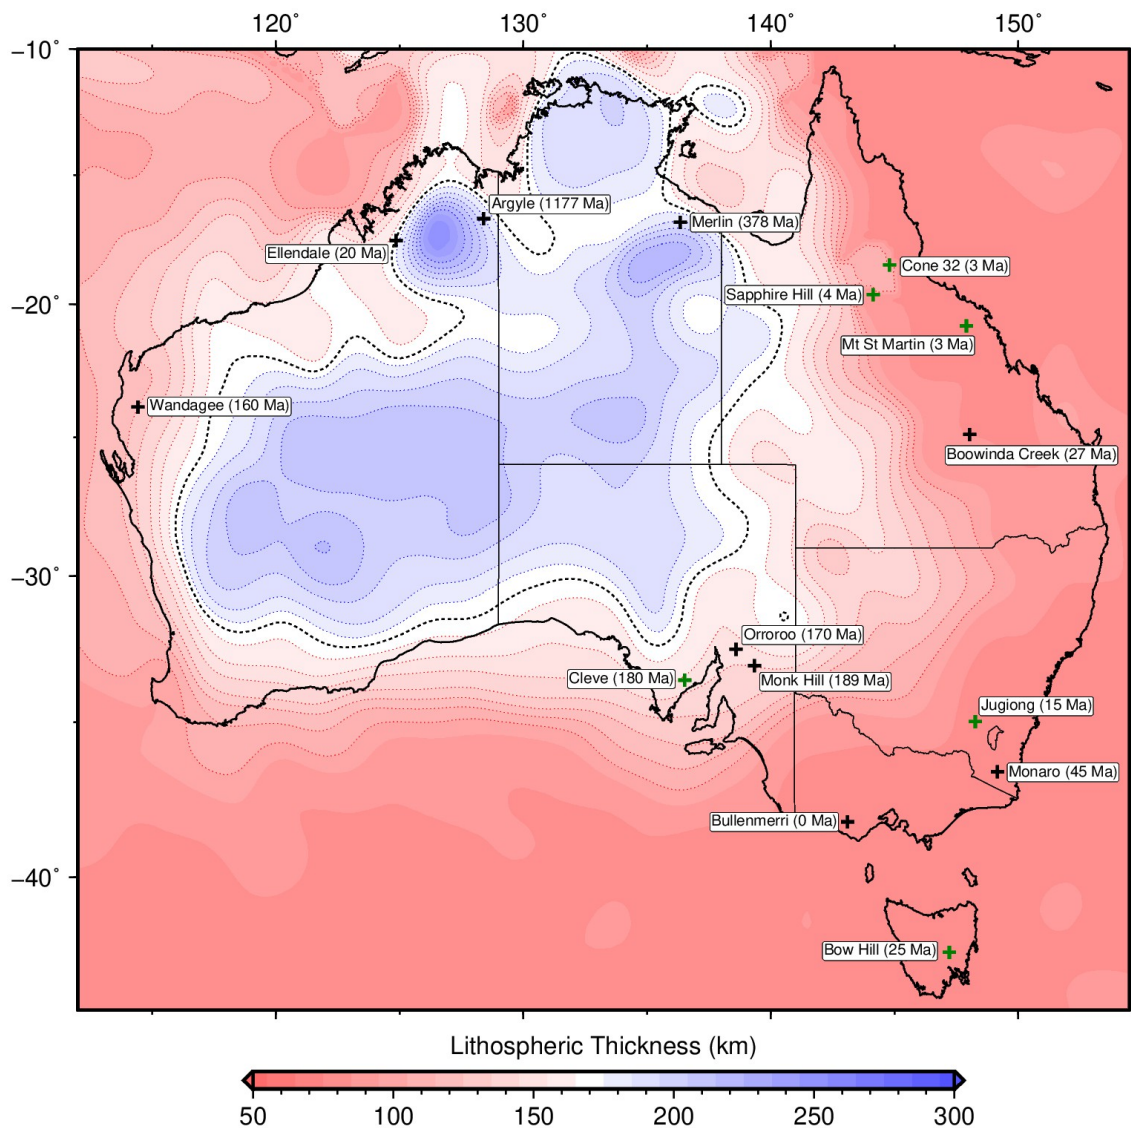 120˚ 130˚ 140˚ 150˚
−10˚
Argyle (1177 Ma)
Merlin (378 Ma)
Ellendale (20 Ma)
Cone 32 (3 Ma)
Sapphire Hill (4 Ma)
−20˚
Mt St Martin (3 Ma)
Wandagee (160 Ma)
Boowinda Creek (27 Ma)
−30˚
Orroroo (170 Ma)
Cleve (180 Ma)
Monk Hill (189 Ma)
Jugiong (15 Ma)
Monaro (45 Ma)
Bullenmerri (0 Ma)
−40˚
Bow Hill (25 Ma)
Lithospheric Thickness (km)
50 100 150 200 250 300